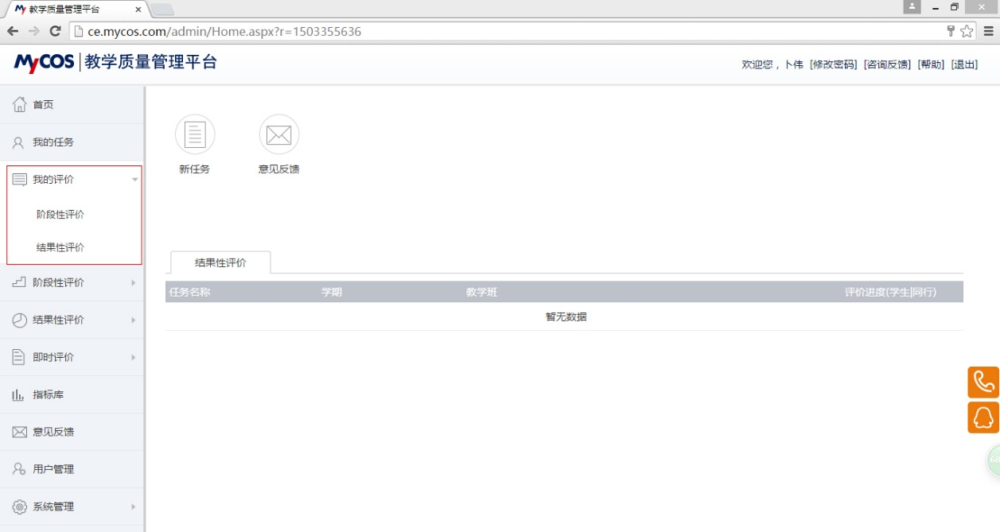 My 教学质量管理平台
ce.mycos.com/admin/Home.aspx?r=1503355636
MyCOS 教学质量管理平台
欢迎您，卜伟 [修改密码] [咨询反馈] [帮助] [退出]
首页
我的任务
我的评价
阶段性评价
结果性评价
阶段性评价
结果性评价
即时评价
指标库
意见反馈
用户管理
系统管理
新任务
意见反馈
结果性评价
任务名称 学期 教学班 评价进度(学生|同行)
暂无数据